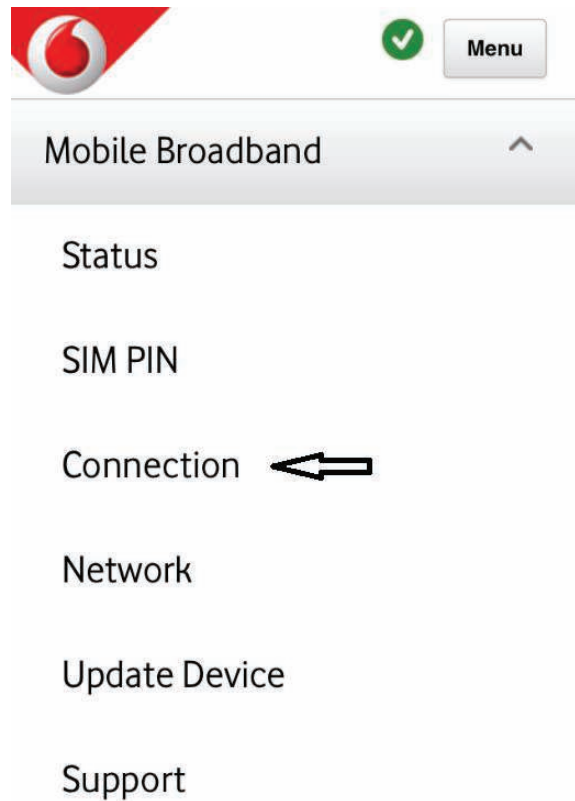 Menu
Mobile Broadband
Status
SIM PIN
Connection
Network
Update Device
Support